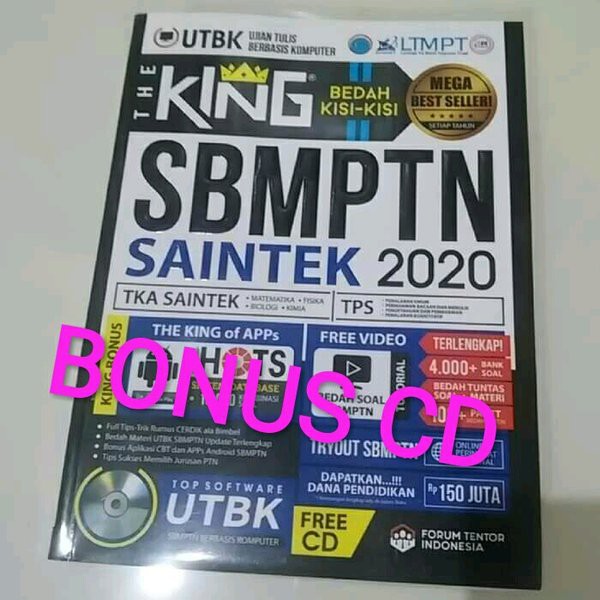 UTBK UJIAN TULIS
BERBASIS KOMPUTER
LTMPT
THE KING®
BEDAH
KISI-KISI
MEGA
BEST SELLER!
SETIAP TAHUN
SBMPTN
SAINTEK 2020
TKA SAINTEK • MATEMATIKA • FISIKA
• BIOLOGI • KIMIA
TPS
KING BONUS
THE KING of APPs
HOTS
FREE VIDEO
BEDAH SOAL
TERLENGKAP!
4.000+ BANK
SOAL
BEDAH TUNTAS
BONUS CD
• Full Tips-Trik Rumus CERDIK ala Bimbel
• Bedah Materi UTBK SBMPTN Update Terlengkap
• Bonus Aplikasi CBT dan APPs Android SBMPTN
• Tips Sukses Memilih Jurusan PTN
TRYOUT SBMPTN
ONLINE
DAPATKAN...!!!
DANA PENDIDIKAN
Rp 150 JUTA
TOP SOFTWARE
UTBK
SBMPTN BERBASIS KOMPUTER
FREE
CD
FORUM TENTOR
INDONESIA